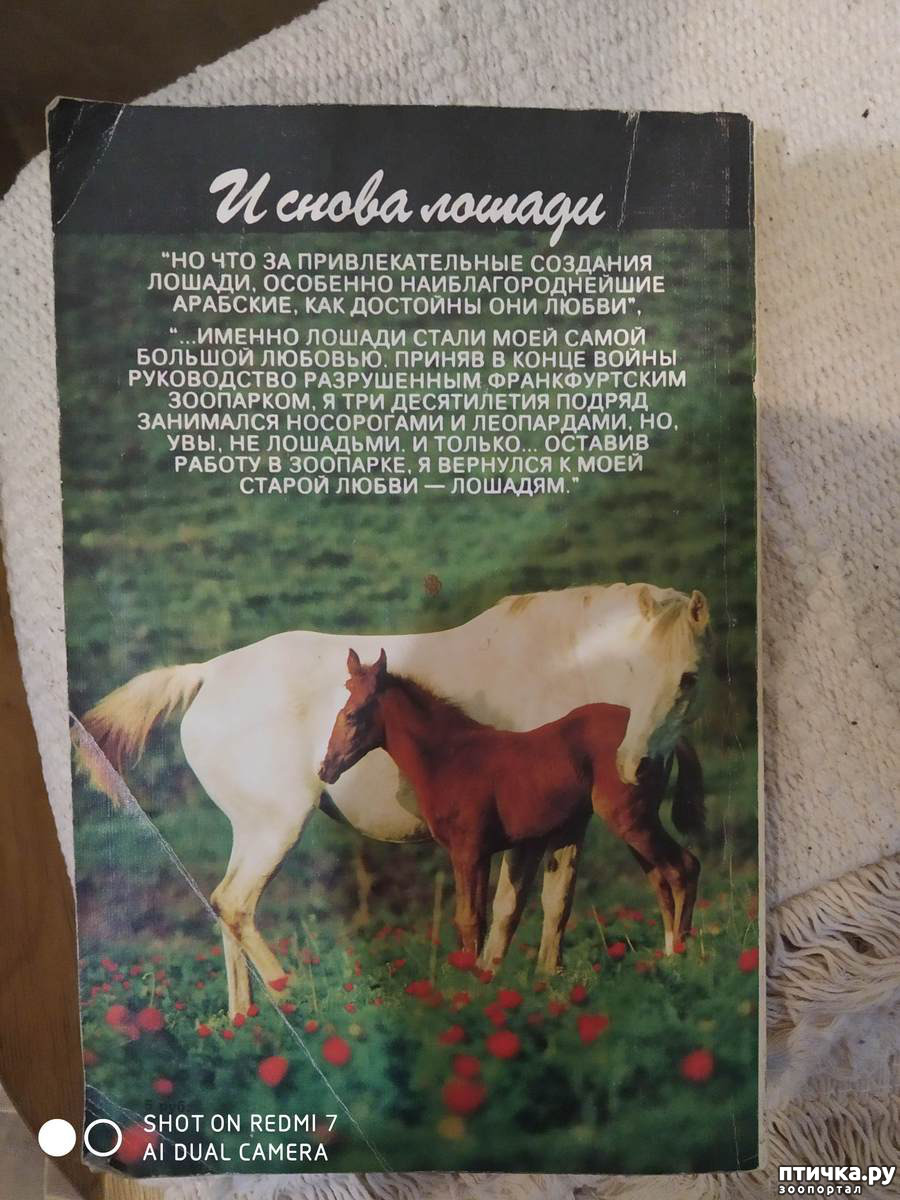 И снова лошади
"НО ЧТО ЗА ПРИВЛЕКАТЕЛЬНЫЕ СОЗДАНИЯ
ЛОШАДИ, ОСОБЕННО НАИБЛАГОРОДНЕЙШИЕ
АРАБСКИЕ, КАК ДОСТОЙНЫ ОНИ ЛЮБВИ",
"...ИМЕННО ЛОШАДИ СТАЛИ МОЕЙ САМОЙ
БОЛЬШОЙ ЛЮБОВЬЮ. ПРИНЯВ В КОНЦЕ ВОЙНЫ
РУКОВОДСТВО РАЗРУШЕННЫМ ФРАНКФУРТСКИМ
ЗООПАРКОМ, Я ТРИ ДЕСЯТИЛЕТИЯ ПОДРЯД
ЗАНИМАЛСЯ НОСОРОГАМИ И ЛЕОПАРДАМИ, НО,
УВЫ, НЕ ЛОШАДЬМИ. И ТОЛЬКО... ОСТАВИВ
РАБОТУ В ЗООПАРКЕ, Я ВЕРНУЛСЯ К МОЕЙ
СТАРОЙ ЛЮБВИ — ЛОШАДЯМ."
SHOT ON REDMI 7
AI DUAL CAMERA
птичка.ру
зоопортал